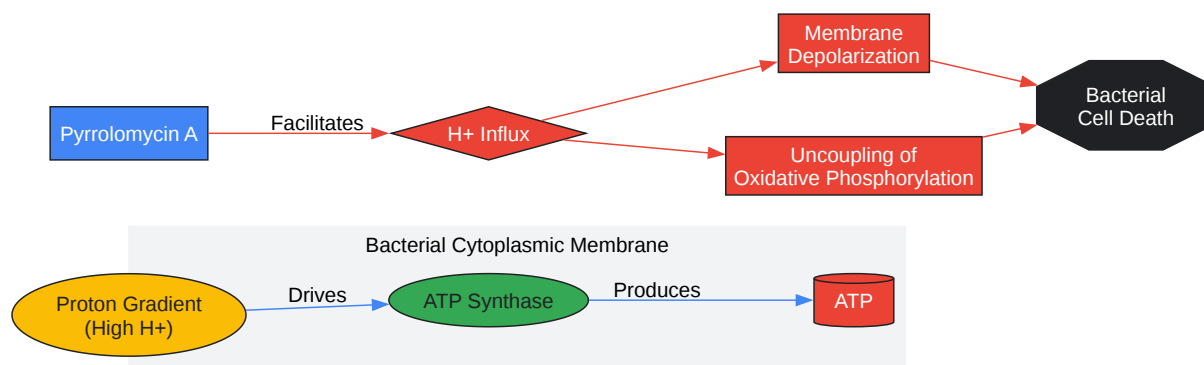 Membrane
Depolarization
Bacterial
Cell Death
Pyrrolomycin A
Facilitates
H+ Influx
Uncoupling of
Oxidative Phosphorylation
Bacterial Cytoplasmic Membrane
Proton Gradient
(High H+)
Drives
ATP Synthase
Produces
ATP